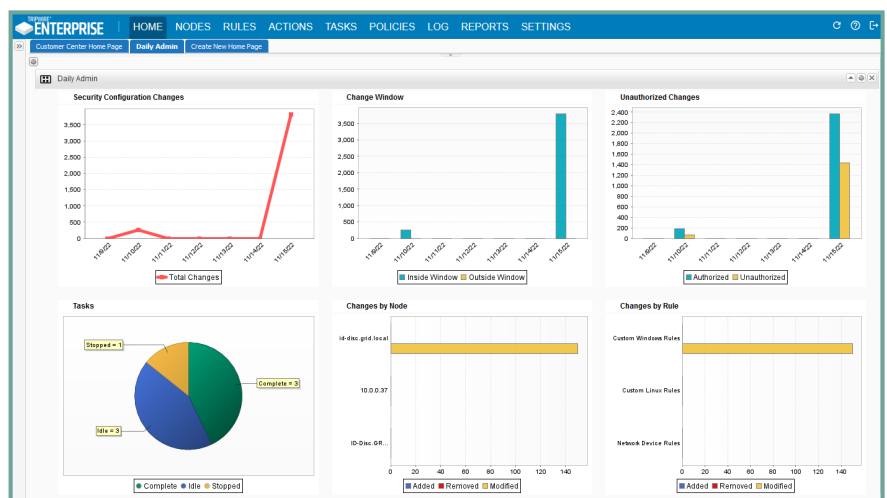 TRIPWIRE
ENTERPRISE
HOME NODES RULES ACTIONS TASKS POLICIES LOG REPORTS SETTINGS
Customer Center Home Page Daily Admin Create New Home Page
Daily Admin
Security Configuration Changes
3,500
3,000
2,500
2,000
1,500
1,000
500
0
11/9/22 11/10/22 11/11/22 11/12/22 11/13/22 11/14/22 11/15/22
Total Changes
Change Window
3,500
3,000
2,500
2,000
1,500
1,000
500
0
11/9/22 11/10/22 11/11/22 11/12/22 11/13/22 11/14/22 11/15/22
Inside Window Outside Window
Unauthorized Changes
2,400
2,200
2,000
1,800
1,600
1,400
1,200
1,000
800
600
400
200
0
11/9/22 11/10/22 11/11/22 11/12/22 11/13/22 11/14/22 11/15/22
Authorized Unauthorized
Tasks
Stopped = 1
Complete = 3
Idle = 3
Complete Idle Stopped
Changes by Node
id-disc.grid.local
10.0.0.37
ID-Disc.GR...
0 20 40 60 80 100 120 140
Added Removed Modified
Changes by Rule
Custom Windows Rules
Custom Linux Rules
Network Device Rules
0 20 40 60 80 100 120 140
Added Removed Modified